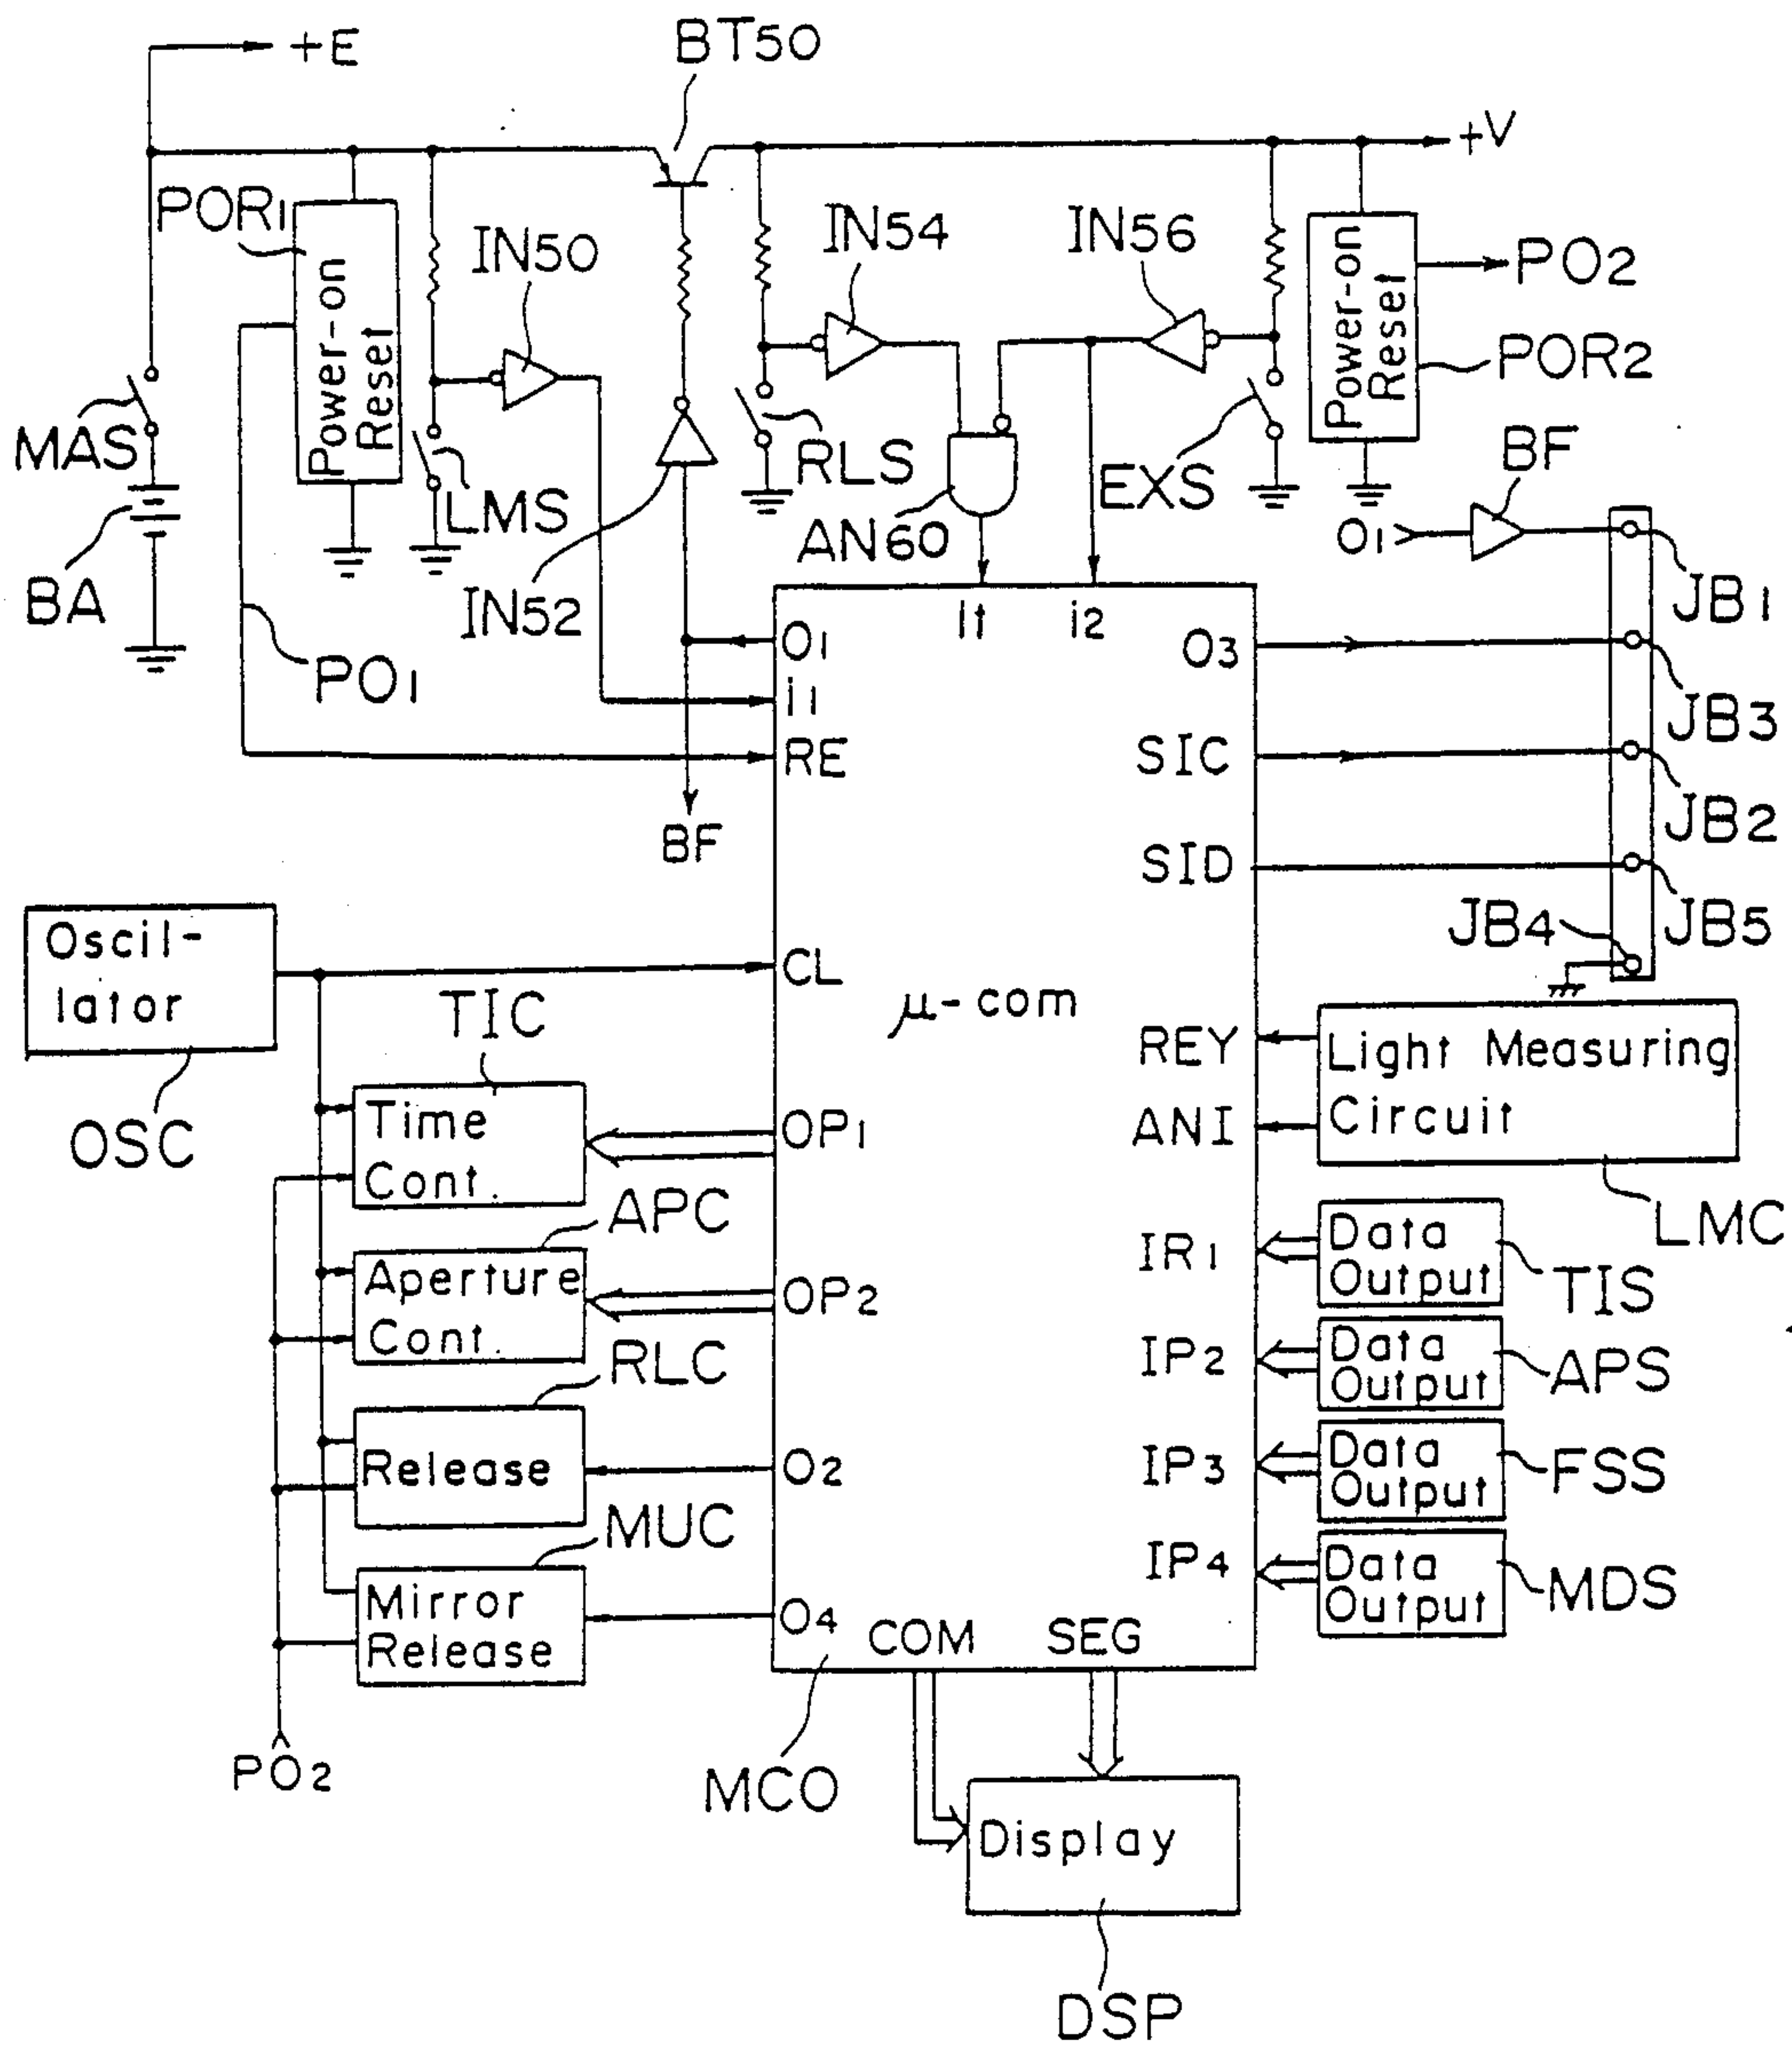 +E
BT50
+V
POR1
Power-on
Reset
IN50
IN54
IN56
Power-on
Reset
PO2
POR2
MAS
LMS
RLS
EXS
BF
O1
AN60
BA
IN52
JB1
PO1
O1
it
i2
O3
i1
JB3
RE
SIC
BF
JB2
SID
JB4
JB5
Oscil-
lator
CL
μ-com
TIC
REY
Light Measuring
Circuit
OSC
Time
Cont.
OP1
ANI
APC
LMC
Aperture
Cont.
OP2
IR1
Data
Output
TIS
RLC
IP2
Data
Output
APS
Release
O2
IP3
Data
Output
FSS
MUC
IP4
Data
Output
MDS
Mirror
Release
O4
COM
SEG
PO2
MCO
Display
DSP